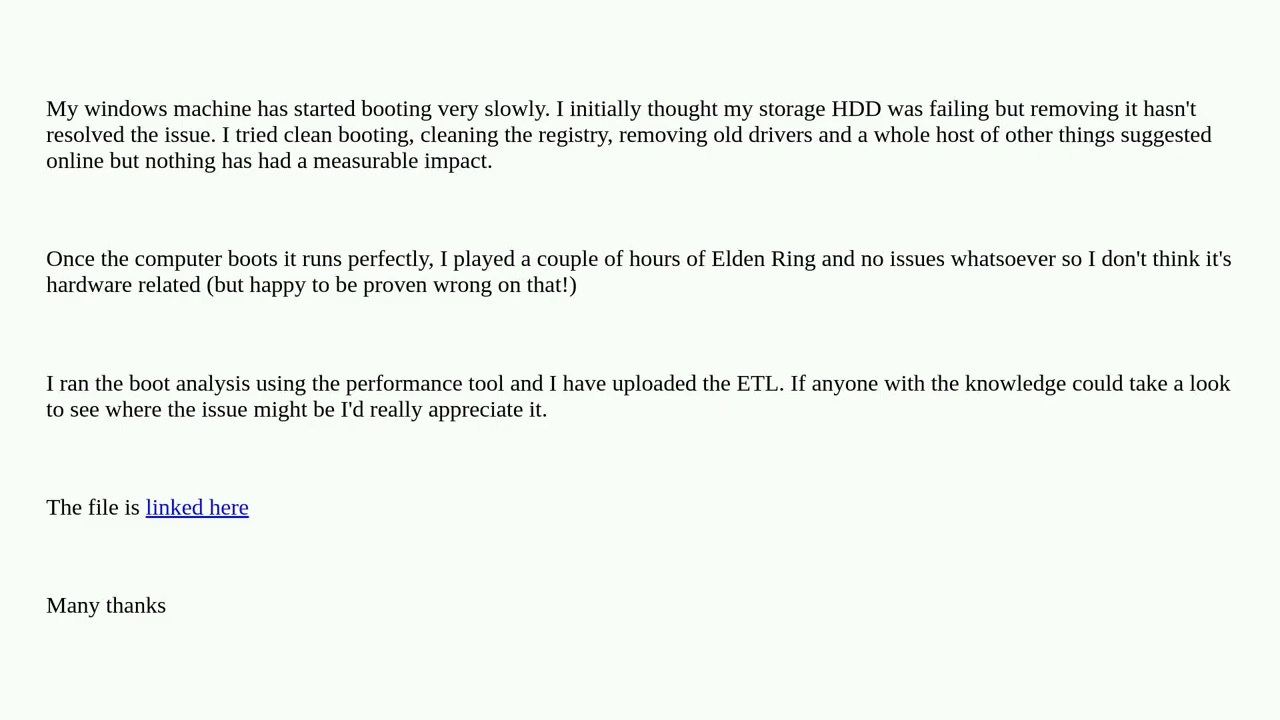 My windows machine has started booting very slowly. I initially thought my storage HDD was failing but removing it hasn't
resolved the issue. I tried clean booting, cleaning the registry, removing old drivers and a whole host of other things suggested
online but nothing has had a measurable impact.
Once the computer boots it runs perfectly, I played a couple of hours of Elden Ring and no issues whatsoever so I don't think it's
hardware related (but happy to be proven wrong on that!)
I ran the boot analysis using the performance tool and I have uploaded the ETL. If anyone with the knowledge could take a look
to see where the issue might be I'd really appreciate it.
The file is linked here
Many thanks